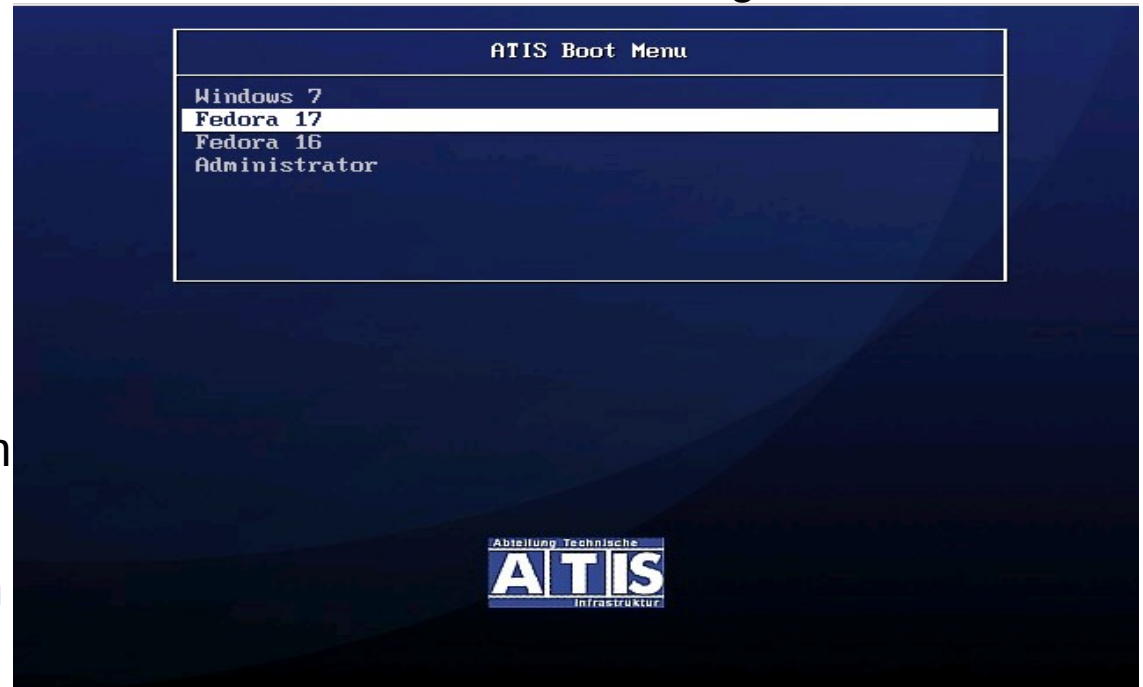 ATIS Boot Menu
Windows 7
Fedora 17
Fedora 16
Administrator
Abteilung Technische
ATIS
Infrastruktur